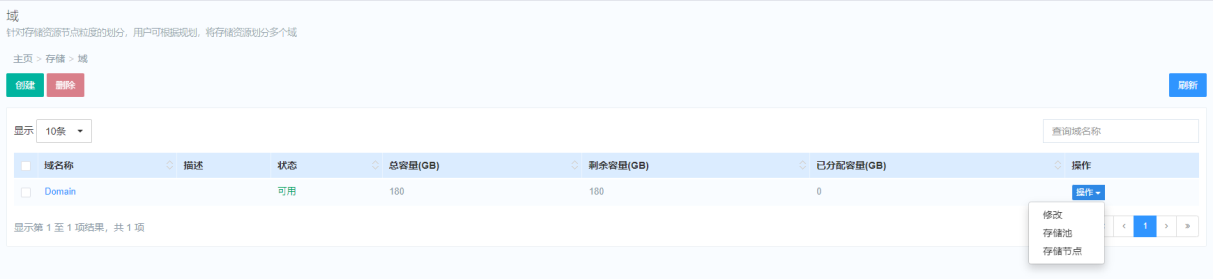 域
针对存储资源节点粒度的划分，用户可根据规划，将存储资源划分多个域
主页 > 存储 > 域
创建 删除 刷新
显示 10条 查询域名称
域名称 描述 状态 总容量(GB) 剩余容量(GB) 已分配容量(GB) 操作
Domain 可用 180 180 0 操作
修改
显示第 1 至 1 项结果，共 1 项 ‹ 1 › »
存储池
存储节点